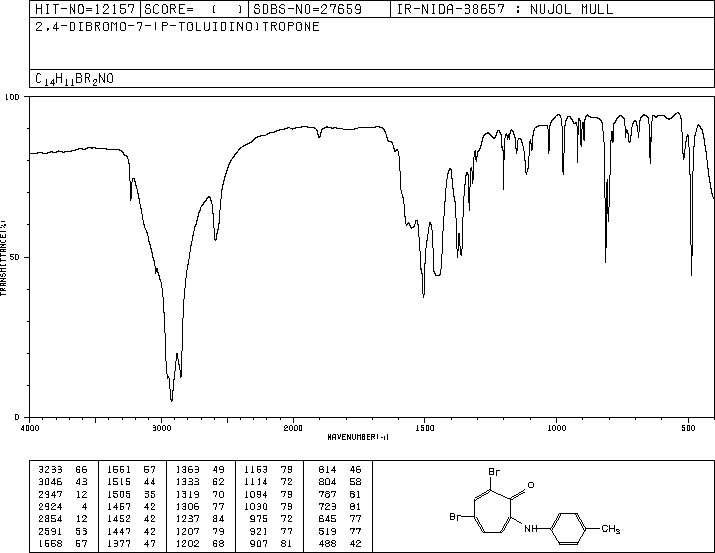 HIT-NO=12157 SCORE= ( ) SDBS-NO=27659 IR-NIDA-38657 : NUJOL MULL
2,4-DIBROMO-7-(P-TOLUIDINO)TROPONE
C14H11BR2NO
100
50
0
TRANSMITTANCE(%)
4000 3000 2000 1500 1000 500
WAVENUMBER(-1)
3233 66 1561 57 1363 49 1153 79 814 46
3046 43 1515 44 1333 62 1114 72 804 58
2947 12 1505 35 1319 70 1094 79 787 81
2924 4 1467 42 1306 77 1030 79 723 81
2854 12 1452 42 1237 84 975 72 645 77
2591 53 1447 42 1207 79 921 77 519 77
1568 57 1377 47 1202 68 907 81 488 42
Br
O
Br
NH
CH3